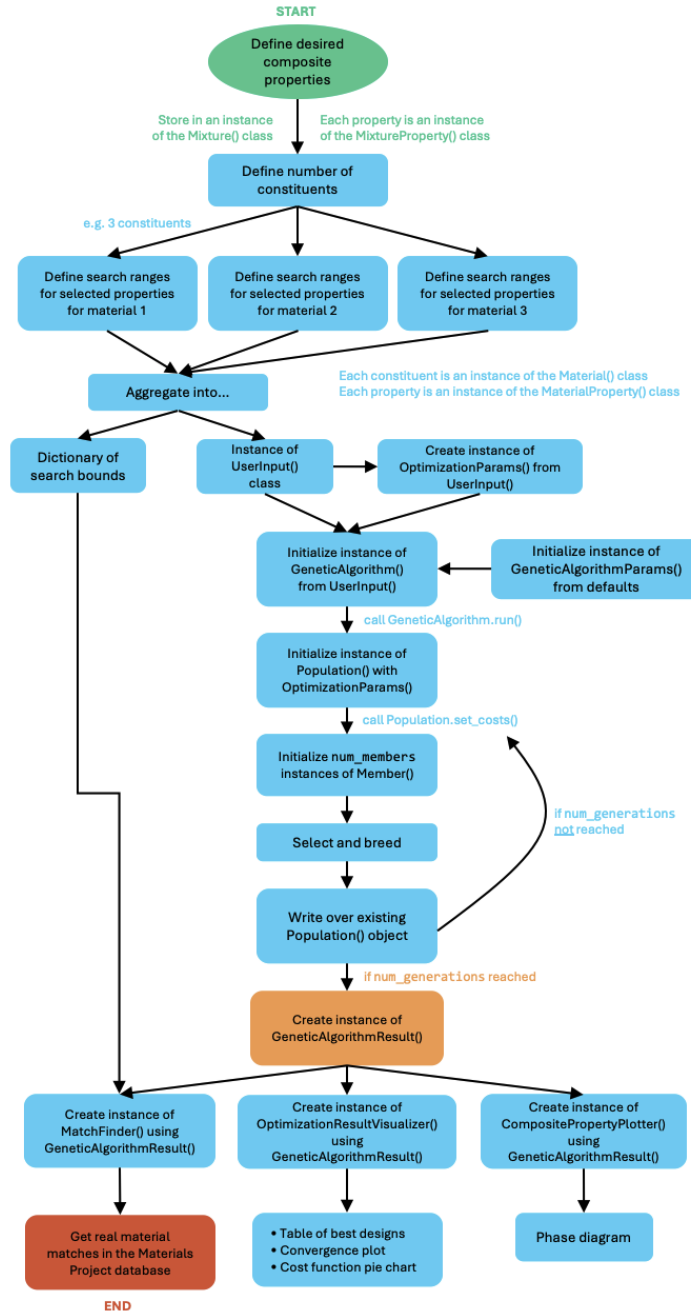 START
Define desired
composite
properties
Store in an instance
of the Mixture() class
Each property is an instance
of the MixtureProperty() class
Define number of
constituents
e.g. 3 constituents
Define search ranges
for selected properties
for material 1
Define search ranges
for selected properties
for material 2
Define search ranges
for selected properties
for material 3
Aggregate into...
Each constituent is an instance of the Material() class
Each property is an instance of the MaterialProperty() class
Dictionary of
search bounds
Instance of
UserInput()
class
Create instance of
OptimizationParams() from
UserInput()
Initialize instance of
GeneticAlgorithm()
from UserInput()
Initialize instance of
GeneticAlgorithmParams()
from defaults
call GeneticAlgorithm.run()
Initialize instance of
Population() with
OptimizationParams()
call Population.set_costs()
Initialize num_members
instances of Member()
if num_generations
not reached
Select and breed
Write over existing
Population() object
if num_generations reached
Create instance of
GeneticAlgorithmResult()
Create instance of
MatchFinder() using
GeneticAlgorithmResult()
Create instance of
OptimizationResultVisualizer()
using
GeneticAlgorithmResult()
Create instance of
CompositePropertyPlotter()
using
GeneticAlgorithmResult()
Get real material
matches in the Materials
Project database
• Table of best designs
• Convergence plot
• Cost function pie chart
Phase diagram
END